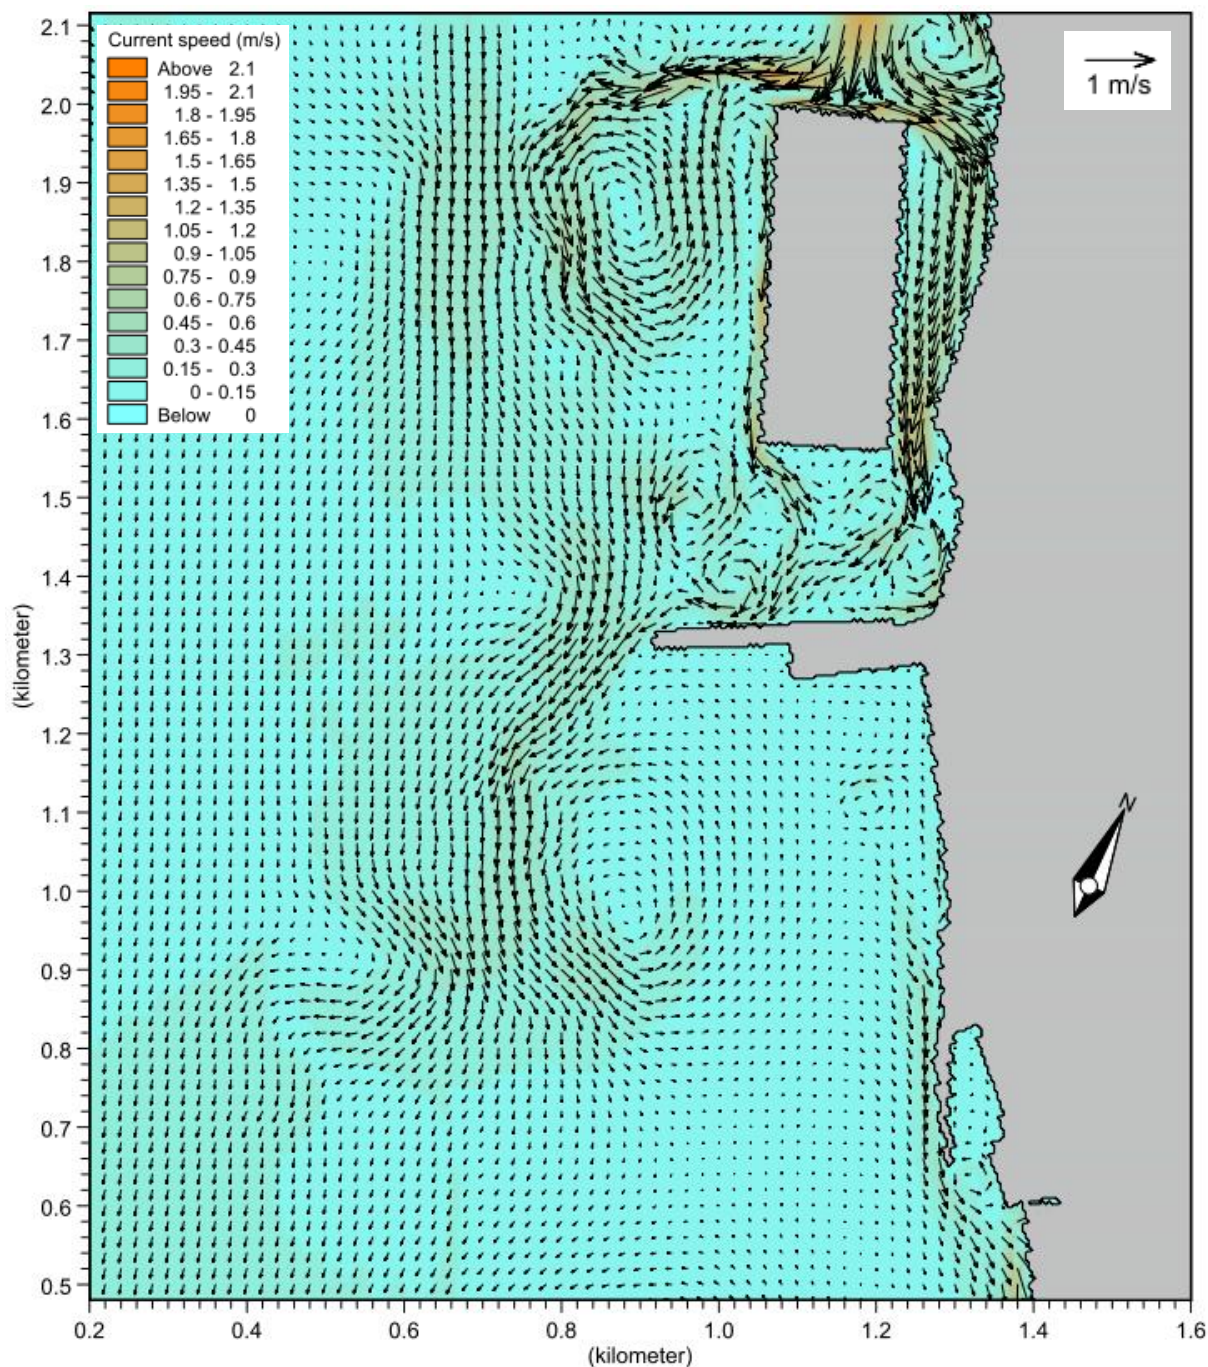 Current speed (m/s)
Above 2.1
1.95 - 2.1
1.8 - 1.95
1.65 - 1.8
1.5 - 1.65
1.35 - 1.5
1.2 - 1.35
1.05 - 1.2
0.9 - 1.05
0.75 - 0.9
0.6 - 0.75
0.45 - 0.6
0.3 - 0.45
0.15 - 0.3
0 - 0.15
Below 0
1 m/s
N
(kilometer)
2.1
2.0
1.9
1.8
1.7
1.6
1.5
1.4
1.3
1.2
1.1
1.0
0.9
0.8
0.7
0.6
0.5
0.2 0.4 0.6 0.8 1.0 1.2 1.4 1.6
(kilometer)